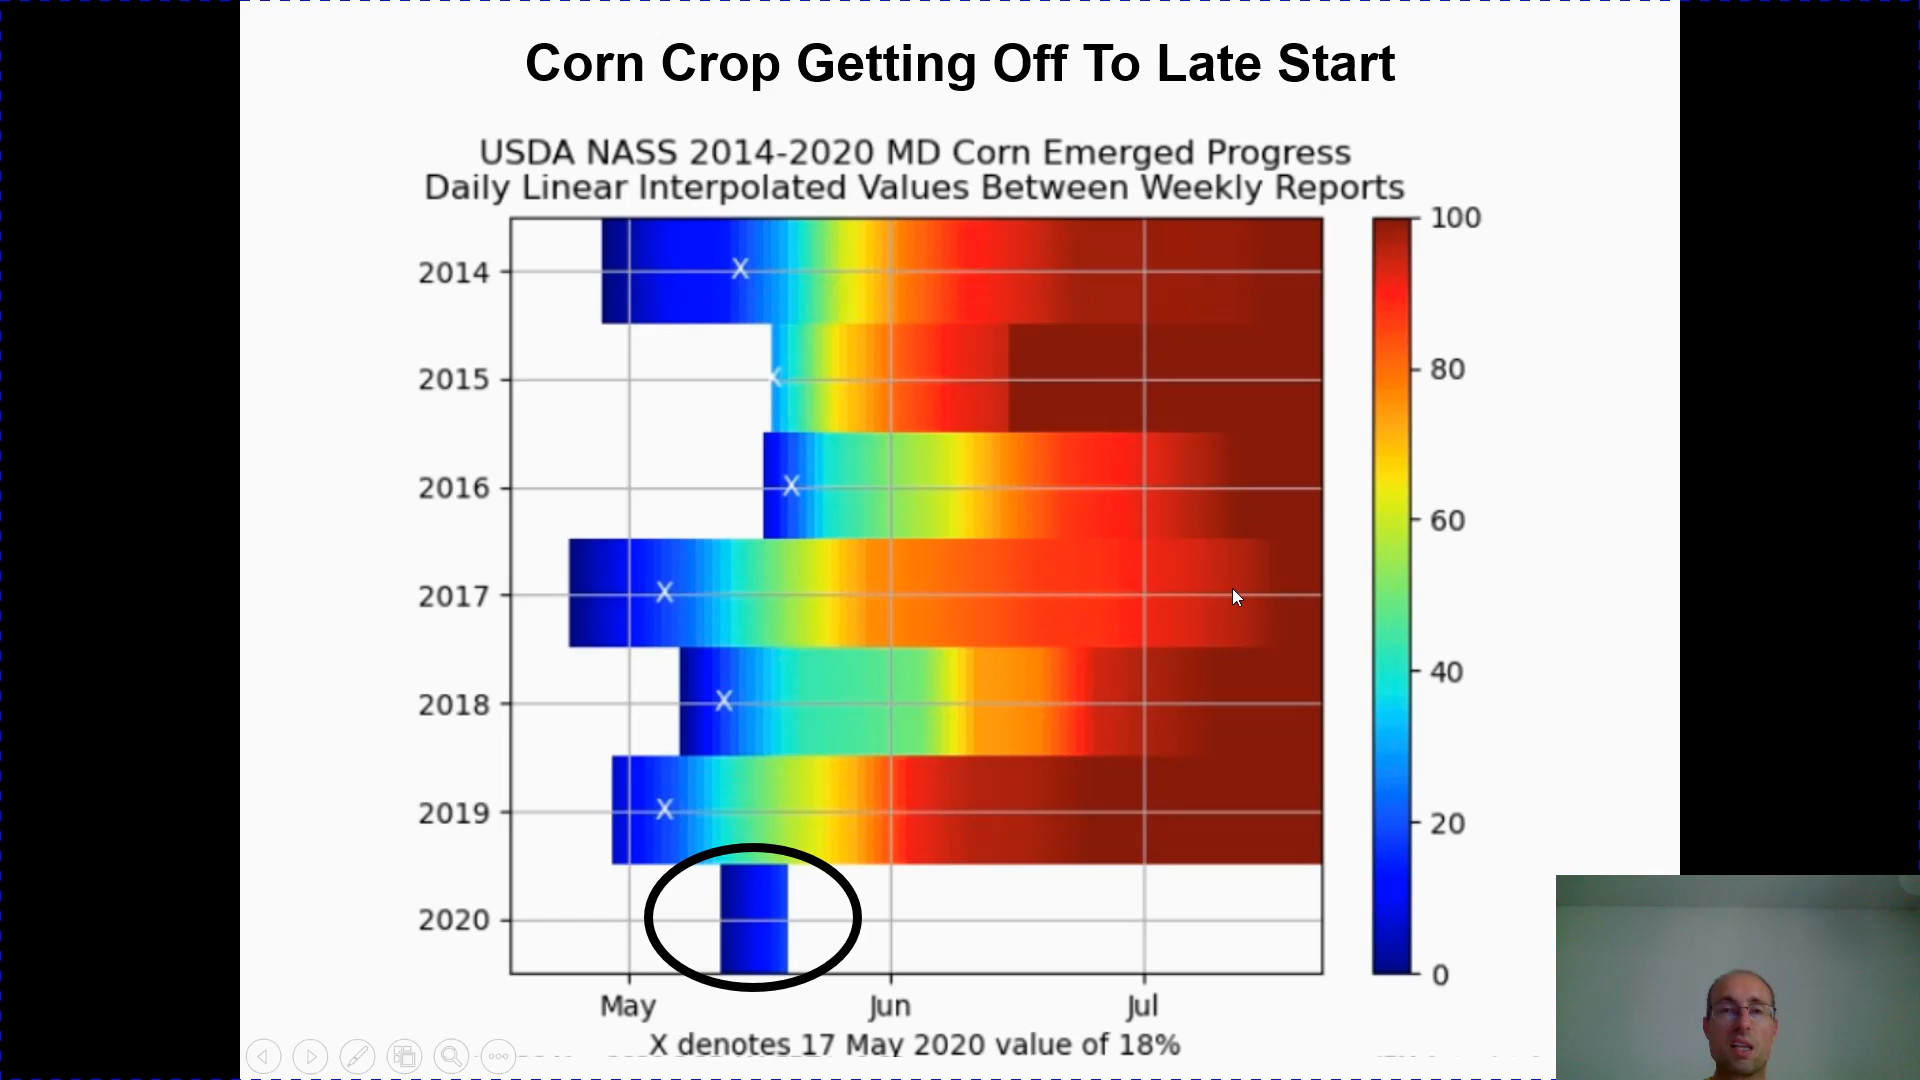 Corn Crop Getting Off To Late Start
USDA NASS 2014-2020 MD Corn Emerged Progress
Daily Linear Interpolated Values Between Weekly Reports
100
2014
X
2015
X
80
2016
X
60
2017
X
2018
X
40
2019
X
20
2020
0
May Jun Jul
X denotes 17 May 2020 value of 18%